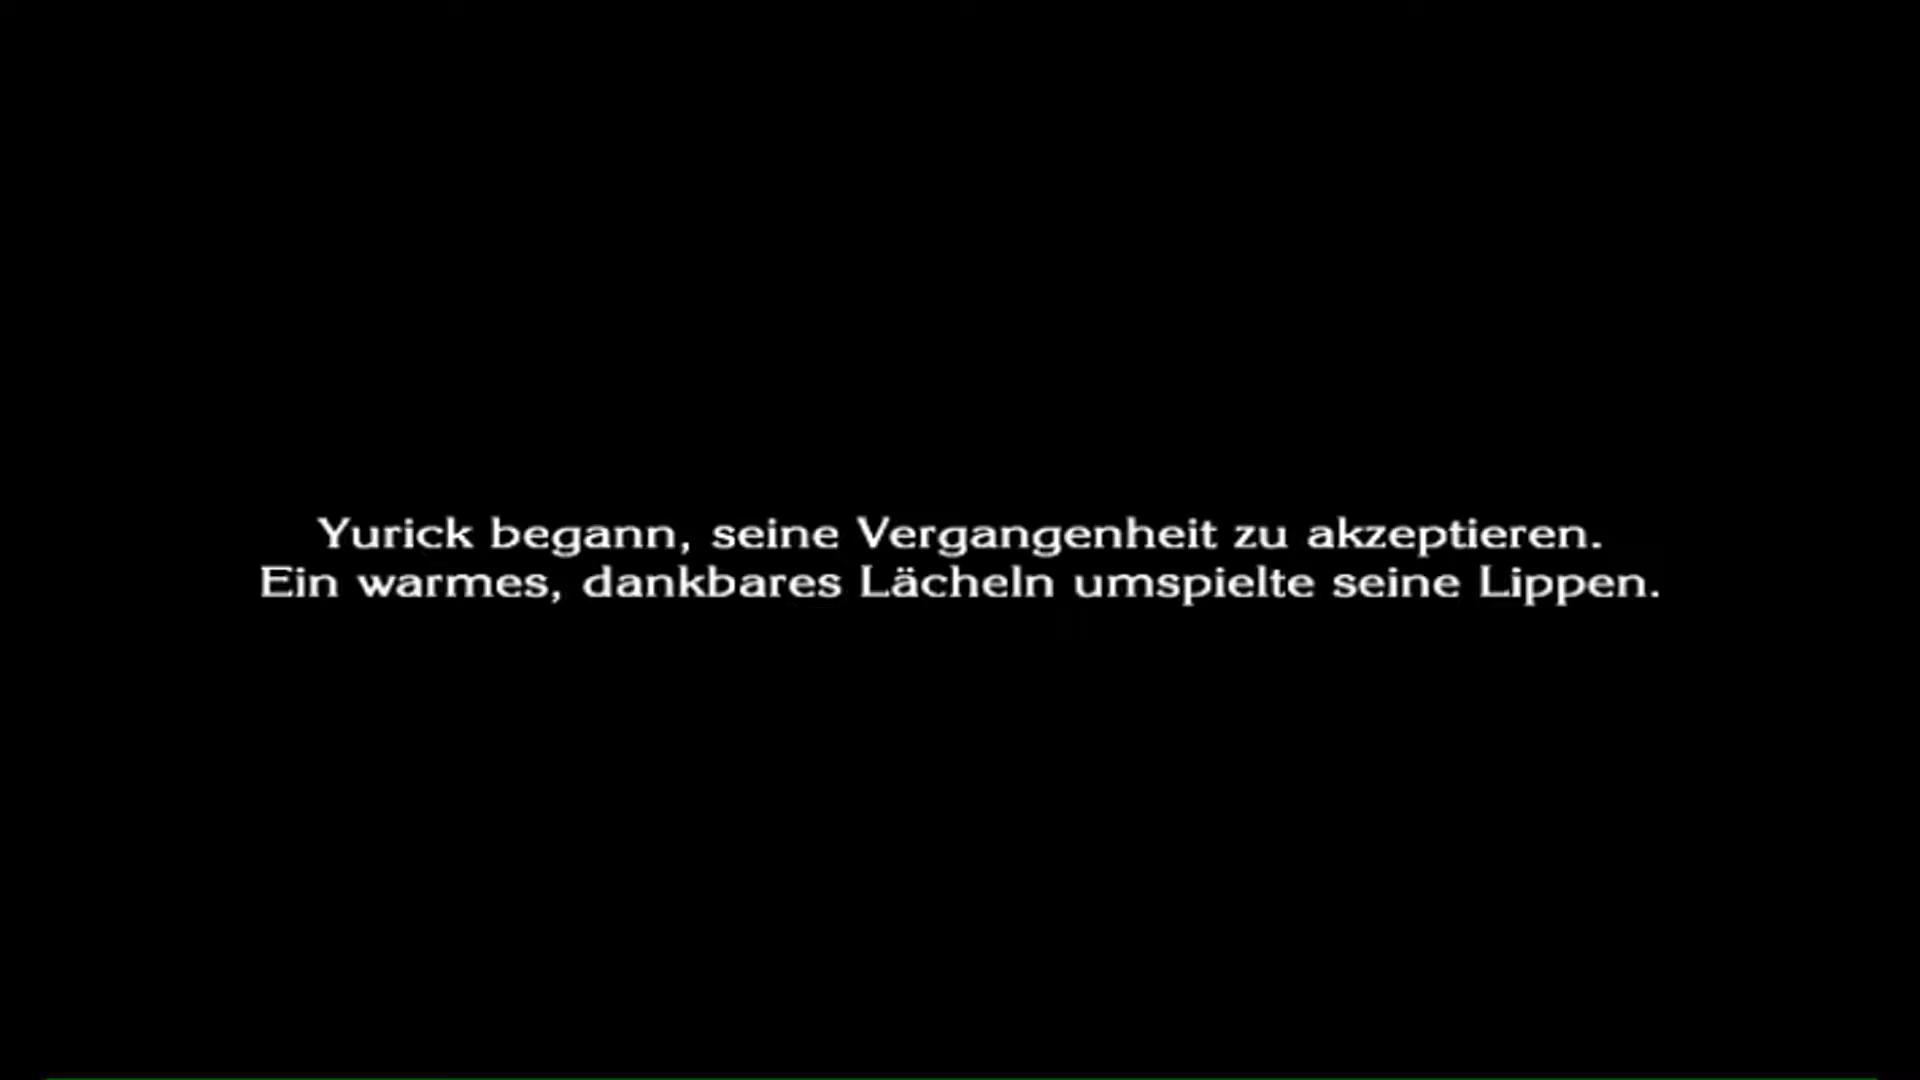 Yurick begann, seine Vergangenheit zu akzeptieren.
Ein warmes, dankbares Lächeln umspielte seine Lippen.